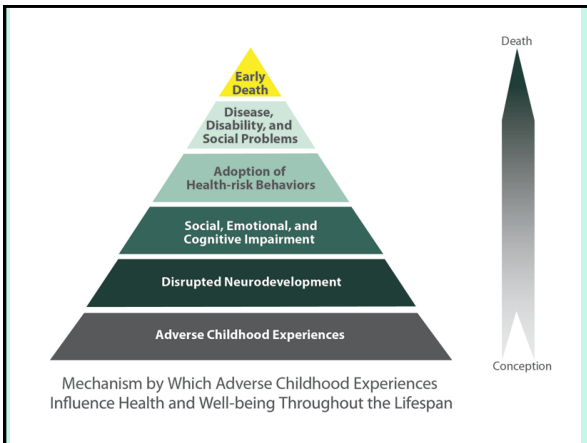 Death
Early
Death
Disease,
Disability, and
Social Problems
Adoption of
Health-risk Behaviors
Social, Emotional, and
Cognitive Impairment
Disrupted Neurodevelopment
Adverse Childhood Experiences
Conception
Mechanism by Which Adverse Childhood Experiences
Influence Health and Well-being Throughout the Lifespan